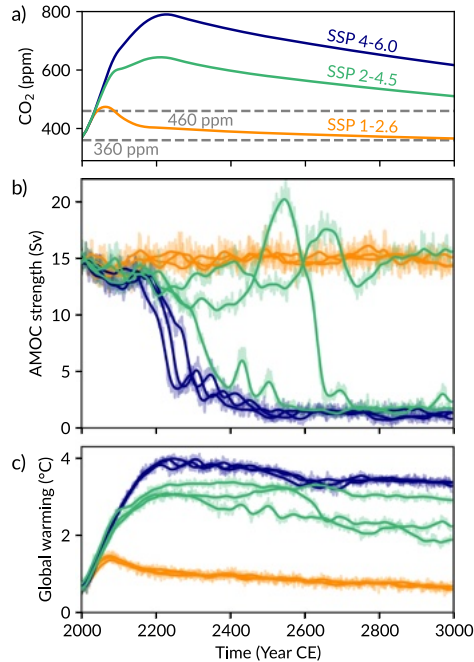 a)
800
600
400
CO₂ (ppm)
SSP 4-6.0
SSP 2-4.5
460 ppm
SSP 1-2.6
360 ppm
b)
20
15
10
5
0
AMOC strength (Sv)
c)
4
2
0
Global warming (°C)
2000 2200 2400 2600 2800 3000
Time (Year CE)